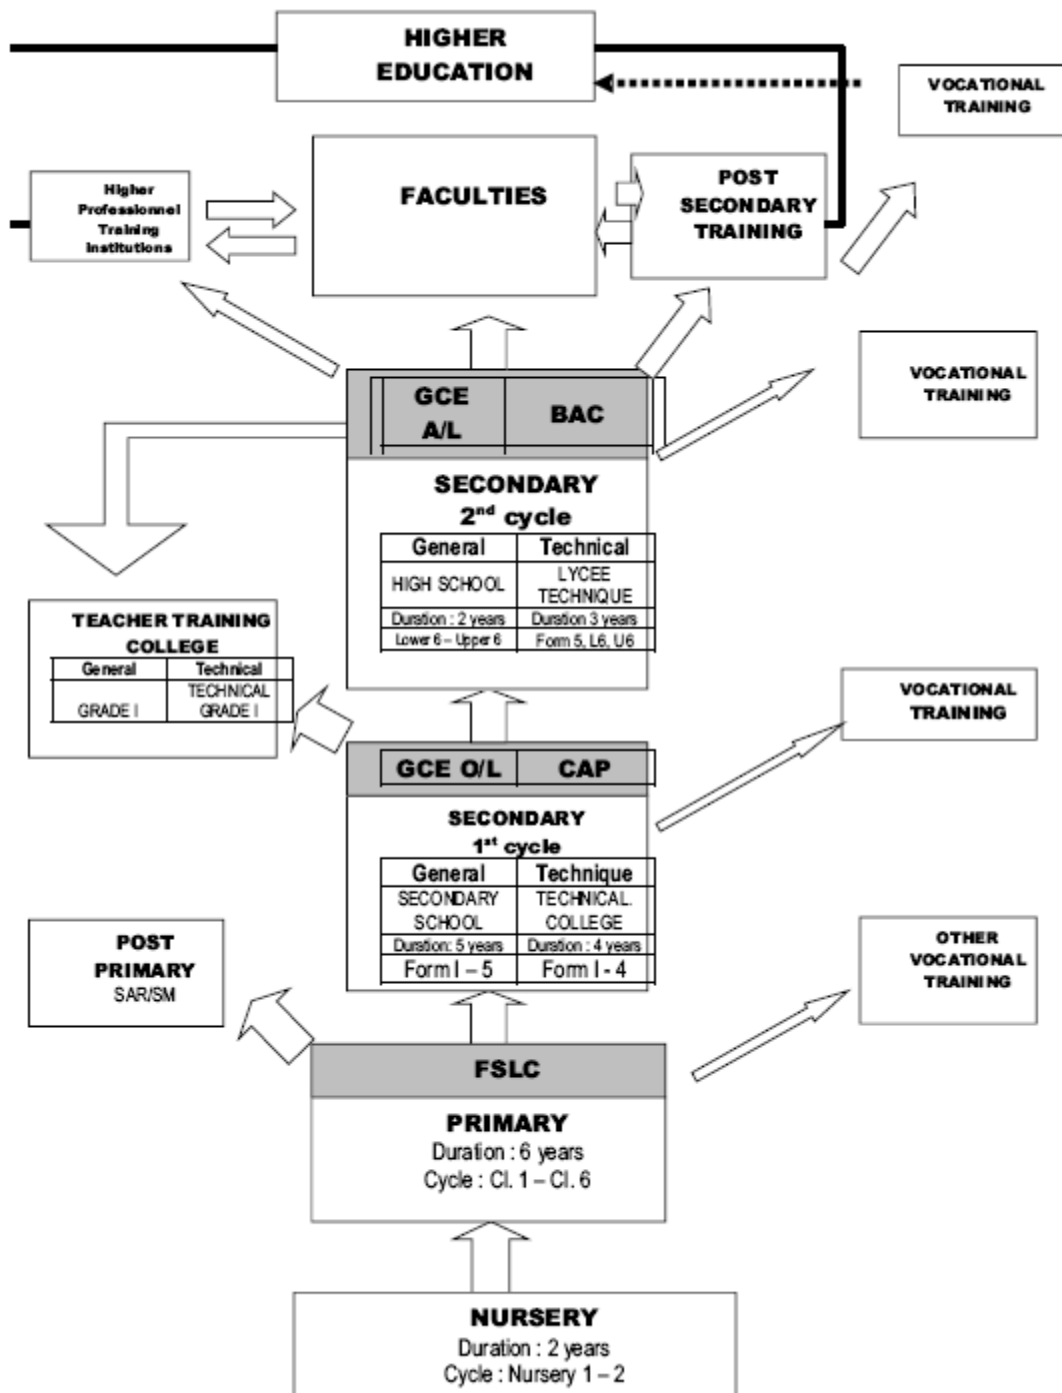 HIGHER
EDUCATION
VOCATIONAL
TRAINING
Higher
Professionnel
Training
Institutions
FACULTIES
POST
SECONDARY
TRAINING
GCE
A/L
BAC
VOCATIONAL
TRAINING
SECONDARY
2nd cycle
General Technical
HIGH SCHOOL LYCEE
TECHNIQUE
Duration : 2 years Duration 3 years
Lower 6 – Upper 6 Form 5, L6, U6
TEACHER TRAINING
COLLEGE
General Technical
GRADE I TECHNICAL
GRADE I
VOCATIONAL
TRAINING
GCE O/L CAP
SECONDARY
1st cycle
General Technique
SECONDARY
SCHOOL
TECHNICAL.
COLLEGE
Duration: 5 years Duration : 4 years
Form I – 5 Form I - 4
POST
PRIMARY
SAR/SM
OTHER
VOCATIONAL
TRAINING
FSLC
PRIMARY
Duration : 6 years
Cycle : Cl. 1 – Cl. 6
NURSERY
Duration : 2 years
Cycle : Nursery 1 – 2